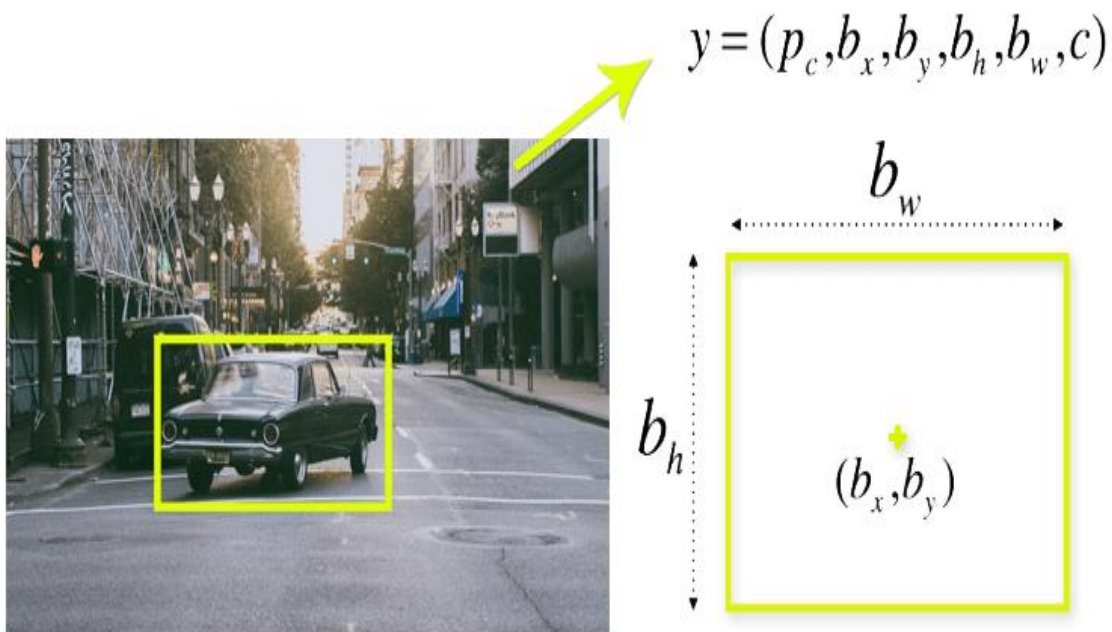 y = (p_c, b_x, b_y, b_h, b_w, c)
b_w
b_h
(b_x, b_y)